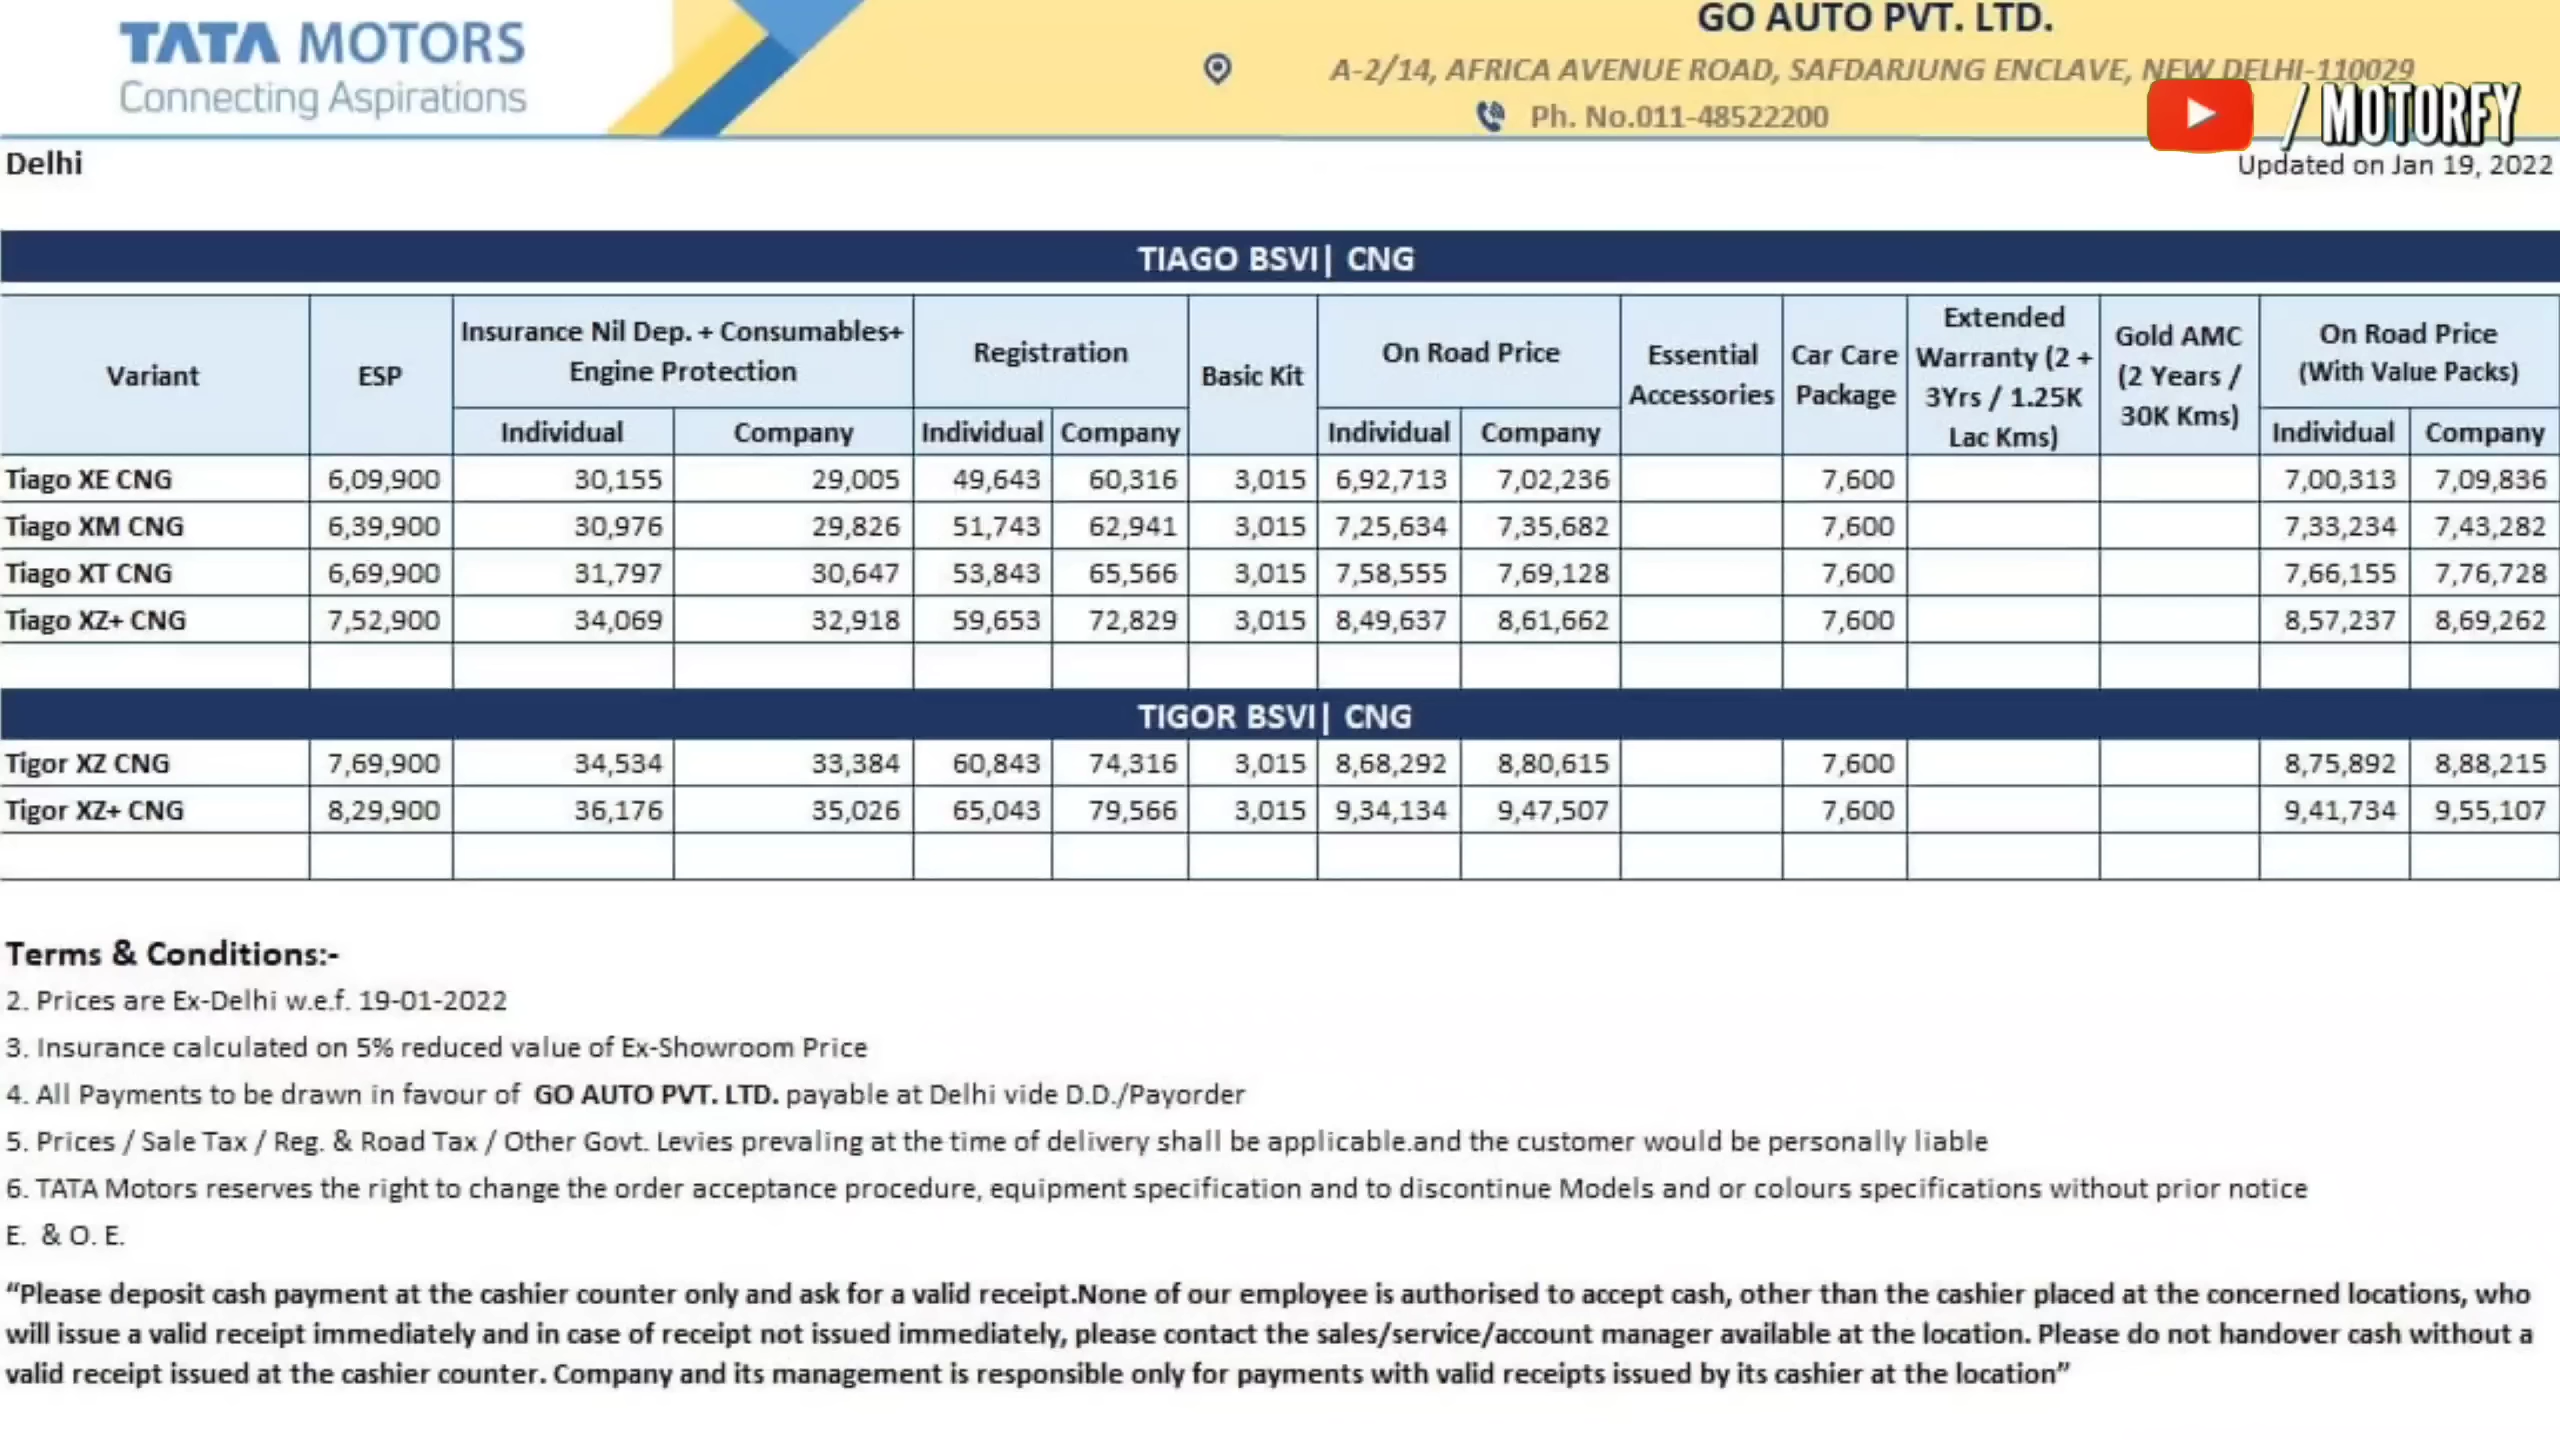 TATA MOTORS
Connecting Aspirations
GO AUTO PVT. LTD.
A-2/14, AFRICA AVENUE ROAD, SAFDARJUNG ENCLAVE, NEW DELHI-110029
Ph. No.011-48522200
/ MOTORFY
Delhi
Updated on Jan 19, 2022
TIAGO BSVI| CNG
Variant
ESP
Insurance Nil Dep. + Consumables+
Engine Protection
Registration
Basic Kit
On Road Price
Essential
Accessories
Car Care
Package
Extended
Warranty (2 +
3Yrs / 1.25K
Lac Kms)
Gold AMC
(2 Years /
30K Kms)
On Road Price
(With Value Packs)
Individual Company Individual Company Individual Company Individual Company
Tiago XE CNG 6,09,900 30,155 29,005 49,643 60,316 3,015 6,92,713 7,02,236 7,600 7,00,313 7,09,836
Tiago XM CNG 6,39,900 30,976 29,826 51,743 62,941 3,015 7,25,634 7,35,682 7,600 7,33,234 7,43,282
Tiago XT CNG 6,69,900 31,797 30,647 53,843 65,566 3,015 7,58,555 7,69,128 7,600 7,66,155 7,76,728
Tiago XZ+ CNG 7,52,900 34,069 32,918 59,653 72,829 3,015 8,49,637 8,61,662 7,600 8,57,237 8,69,262
TIGOR BSVI| CNG
Tigor XZ CNG 7,69,900 34,534 33,384 60,843 74,316 3,015 8,68,292 8,80,615 7,600 8,75,892 8,88,215
Tigor XZ+ CNG 8,29,900 36,176 35,026 65,043 79,566 3,015 9,34,134 9,47,507 7,600 9,41,734 9,55,107
Terms & Conditions:-
2. Prices are Ex-Delhi w.e.f. 19-01-2022
3. Insurance calculated on 5% reduced value of Ex-Showroom Price
4. All Payments to be drawn in favour of GO AUTO PVT. LTD. payable at Delhi vide D.D./Payorder
5. Prices / Sale Tax / Reg. & Road Tax / Other Govt. Levies prevaling at the time of delivery shall be applicable.and the customer would be personally liable
6. TATA Motors reserves the right to change the order acceptance procedure, equipment specification and to discontinue Models and or colours specifications without prior notice
E. & O. E.
“Please deposit cash payment at the cashier counter only and ask for a valid receipt.None of our employee is authorised to accept cash, other than the cashier placed at the concerned locations, who
will issue a valid receipt immediately and in case of receipt not issued immediately, please contact the sales/service/account manager available at the location. Please do not handover cash without a
valid receipt issued at the cashier counter. Company and its management is responsible only for payments with valid receipts issued by its cashier at the location”